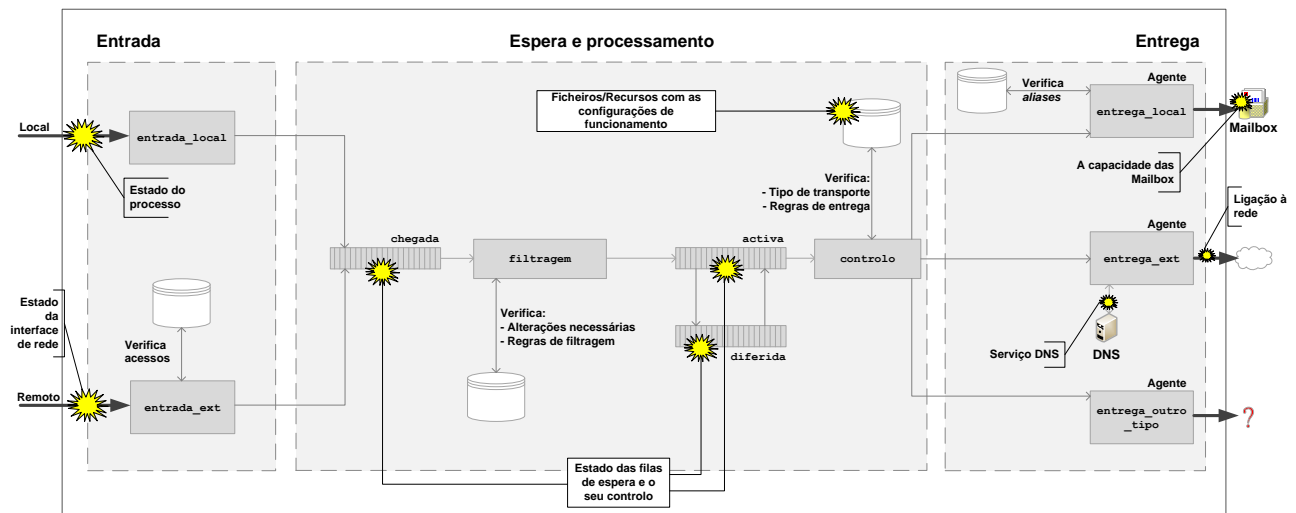 Entrada
Espera e processamento
Entrega
Local
entrada_local
Estado do
processo
Estado
da
interface
de rede
Verifica
acessos
Remoto
entrada_ext
Ficheiros/Recursos com as
configurações de
funcionamento
Verifica:
- Tipo de transporte
- Regras de entrega
chegada
filtragem
activa
controlo
Verifica:
- Alterações necessárias
- Regras de filtragem
diferida
Estado das filas
de espera e o
seu controlo
Verifica
aliases
Agente
entrega_local
Mailbox
A capacidade das
Mailbox
Ligação à
rede
Agente
entrega_ext
Serviço DNS
DNS
Agente
entrega_outro
_tipo
?